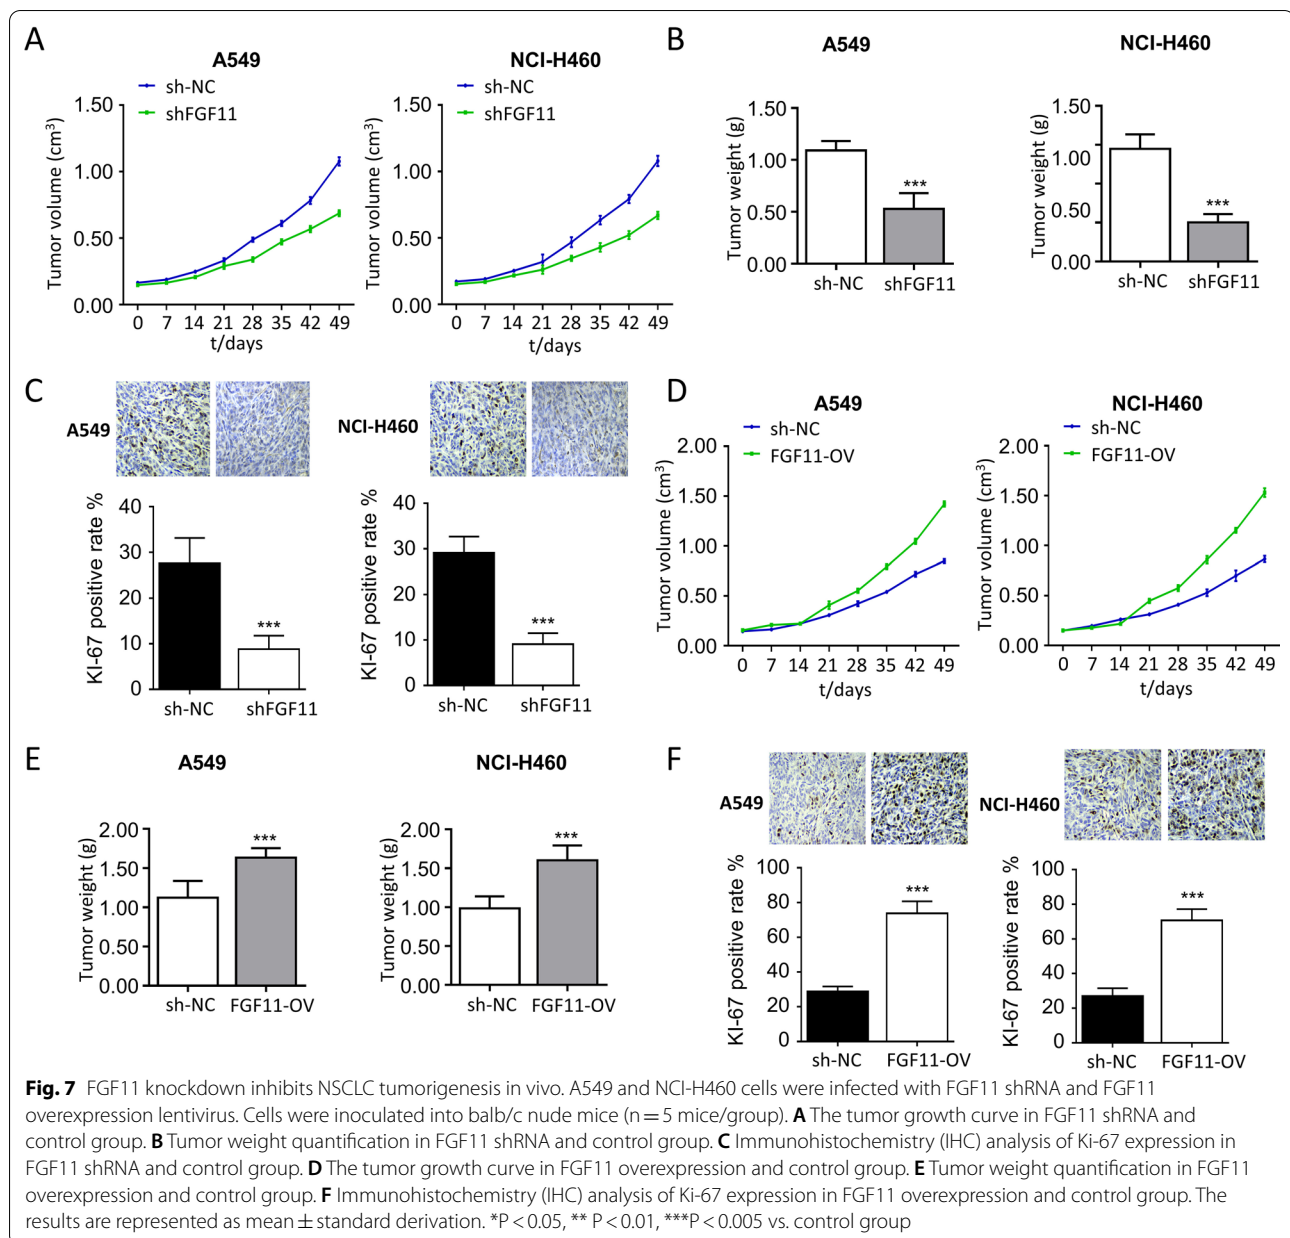 A
A549
sh-NC
shFGF11
Tumor volume (cm³)
1.50
1.00
0.50
0.00
0 7 14 21 28 35 42 49
t/days
NCI-H460
sh-NC
shFGF11
Tumor volume (cm³)
1.50
1.00
0.50
0.00
0 7 14 21 28 35 42 49
t/days
B
A549
Tumor weight (g)
1.50
1.00
0.50
0.00
***
sh-NC shFGF11
NCI-H460
Tumor weight (g)
1.50
1.00
0.50
0.00
***
sh-NC shFGF11
C
A549
KI-67 positive rate %
40
30
20
10
0
***
sh-NC shFGF11
NCI-H460
KI-67 positive rate %
40
30
20
10
0
***
sh-NC shFGF11
D
A549
sh-NC
FGF11-OV
Tumor volume (cm³)
2.00
1.50
1.00
0.50
0.00
0 7 14 21 28 35 42 49
t/days
NCI-H460
sh-NC
FGF11-OV
Tumor volume (cm³)
2.00
1.50
1.00
0.50
0.00
0 7 14 21 28 35 42 49
t/days
E
A549
Tumor weight (g)
2.00
1.50
1.00
0.50
0.00
***
sh-NC FGF11-OV
NCI-H460
Tumor weight (g)
2.00
1.50
1.00
0.50
0.00
***
sh-NC FGF11-OV
F
A549
KI-67 positive rate %
100
80
60
40
20
0
***
sh-NC FGF11-OV
NCI-H460
KI-67 positive rate %
100
80
60
40
20
0
***
sh-NC FGF11-OV
Fig. 7 FGF11 knockdown inhibits NSCLC tumorigenesis in vivo. A549 and NCI-H460 cells were infected with FGF11 shRNA and FGF11
overexpression lentivirus. Cells were inoculated into balb/c nude mice (n = 5 mice/group). A The tumor growth curve in FGF11 shRNA and
control group. B Tumor weight quantification in FGF11 shRNA and control group. C Immunohistochemistry (IHC) analysis of Ki-67 expression in
FGF11 shRNA and control group. D The tumor growth curve in FGF11 overexpression and control group. E Tumor weight quantification in FGF11
overexpression and control group. F Immunohistochemistry (IHC) analysis of Ki-67 expression in FGF11 overexpression and control group. The
results are represented as mean ± standard derivation. *P < 0.05, ** P < 0.01, ***P < 0.005 vs. control group